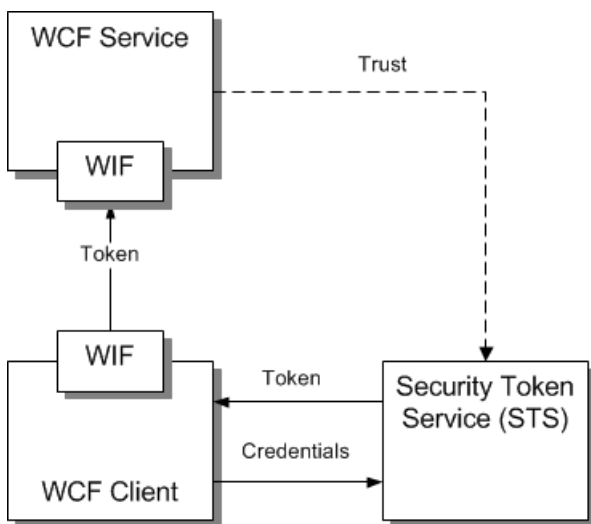 WCF Service
Trust
WIF
Token
WIF
Token
Security Token
Service (STS)
Credentials
WCF Client